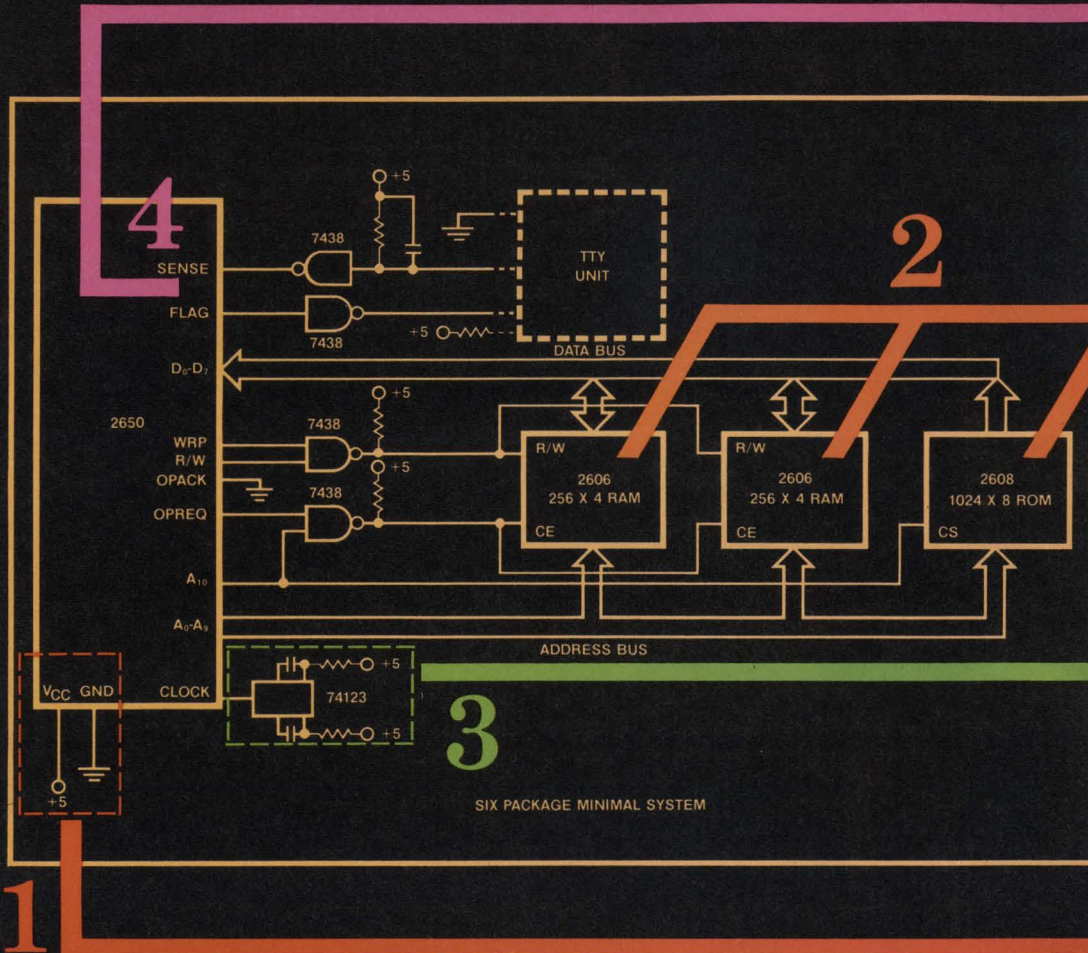 4
+5
7438
SENSE
TTY
UNIT
2
FLAG
7438
+5
DATA BUS
D₀-D₇
+5
2650
7438
WRP
R/W
OPACK
+5
7438
OPREQ
R/W
2606
256 X 4 RAM
CE
R/W
2606
256 X 4 RAM
CE
2608
1024 X 8 ROM
CS
A₁₀
A₀-A₉
ADDRESS BUS
VCC GND
CLOCK
+5
74123
+5
3
+5
SIX PACKAGE MINIMAL SYSTEM
1